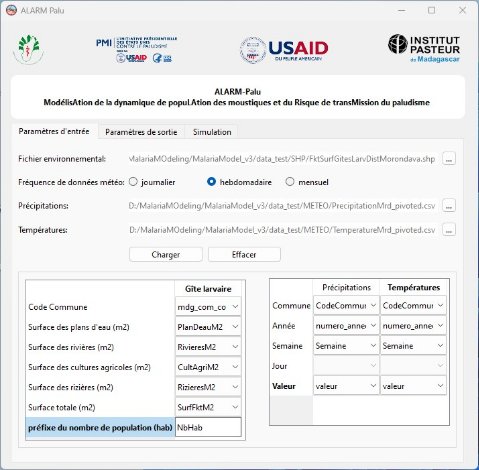 ALARM Palu
PMI INITIATIVE PRÉSIDENTIELLE DES ÉTATS-UNIS CONTRE LE PALUDISME
USAID
DU PEUPLE AMERICAIN
INSTITUT PASTEUR
de Madagascar
ALARM-Palu
ModélisAtion de la dynamique de populAtion des moustiques et du Risque de transMission du paludisme
Paramètres d'entrée Paramètres de sortie Simulation
Fichier environnemental: vMalariaMOdeling/MalariaModel_v3/data_test/SHP/FktSurfGitesLarvDistMorondava.shp ...
Fréquence de données météo: journalier hebdomadaire mensuel
Précipitations: D:/MalariaMOdeling/MalariaModel_v3/data_test/METEO/PrecipitationMrd_pivoted.csv ...
Températures: D:/MalariaMOdeling/MalariaModel_v3/data_test/METEO/TemperatureMrd_pivoted.csv ...
Charger Effacer
Gîte larvaire
Code Commune mdg_com_co
Surface des plans d'eau (m2) PlanDeauM2
Surface des rivières (m2) RivieresM2
Surface des cultures agricoles (m2) CultAgriM2
Surface des rizières (m2) RizieresM2
Surface totale (m2) SurfFktM2
préfixe du nombre de population (hab) NbHab
Précipitations Températures
Commune CodeCommun CodeCommun
Année numero_anne numero_anne
Semaine Semaine Semaine
Jour
Valeur valeur valeur